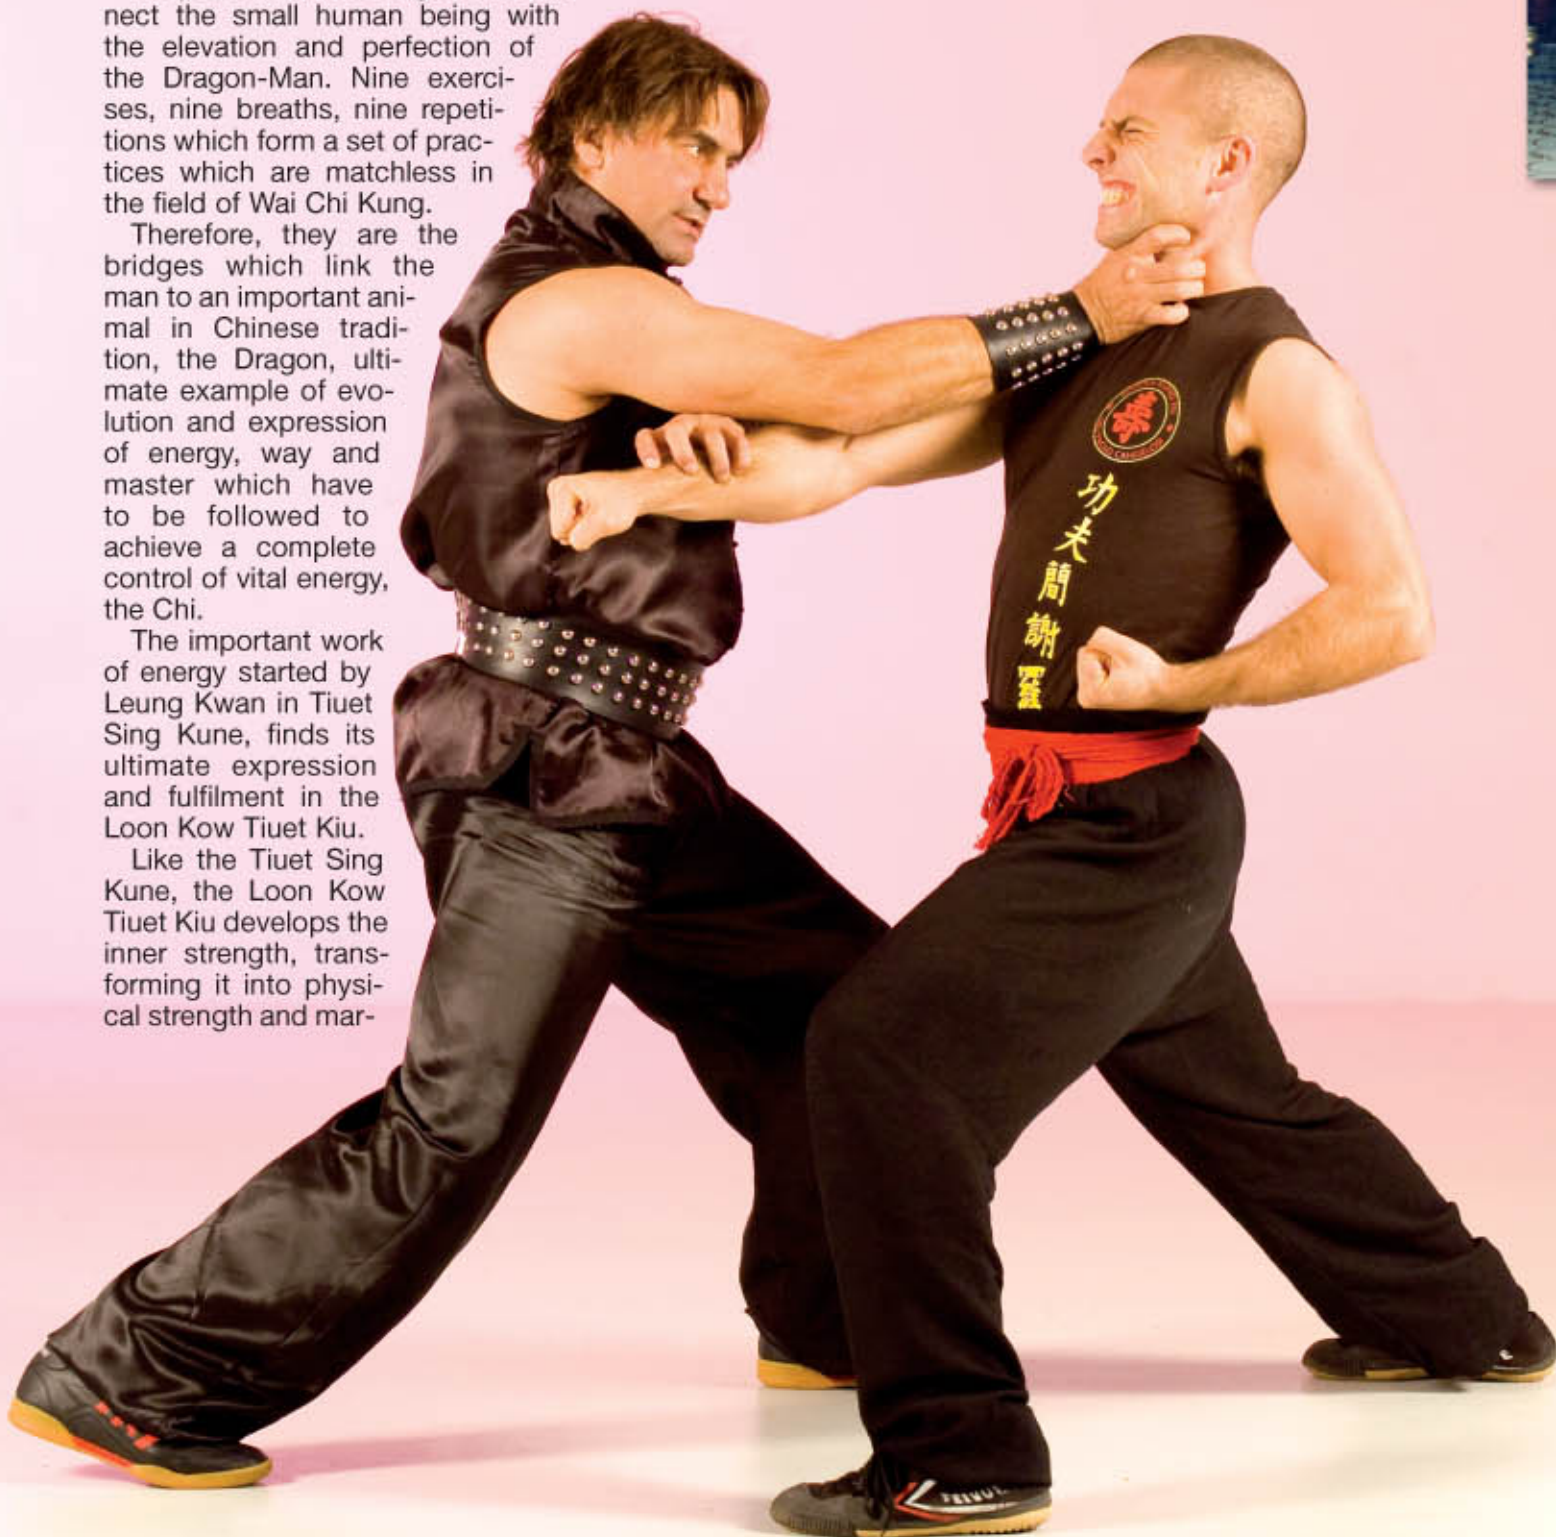 nect the small human being with
the elevation and perfection of
the Dragon-Man. Nine exerci-
ses, nine breaths, nine repeti-
tions which form a set of prac-
tices which are matchless in
the field of Wai Chi Kung.
Therefore, they are the
bridges which link the
man to an important ani-
mal in Chinese tradi-
tion, the Dragon, ulti-
mate example of evo-
lution and expression
of energy, way and
master which have
to be followed to
achieve a complete
control of vital energy,
the Chi.
The important work
of energy started by
Leung Kwan in Tiuet
Sing Kune, finds its
ultimate expression
and fulfilment in the
Loon Kow Tiuet Kiu.
Like the Tiuet Sing
Kune, the Loon Kow
Tiuet Kiu develops the
inner strength, trans-
forming it into physi-
cal strength and mar-
功
夫
簡
謝